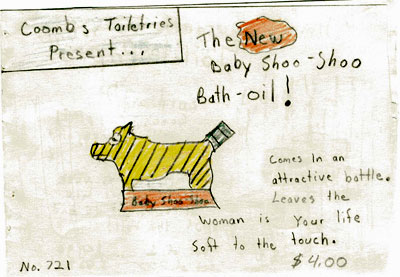 Coombs Toiletries
Present...
The New
Baby Shoo-Shoo
Bath-oil!
Baby Shoo Shoo
Comes In an
attractive bottle.
Leaves the
woman is Your life
Soft to the touch.
$4.00
No. 721